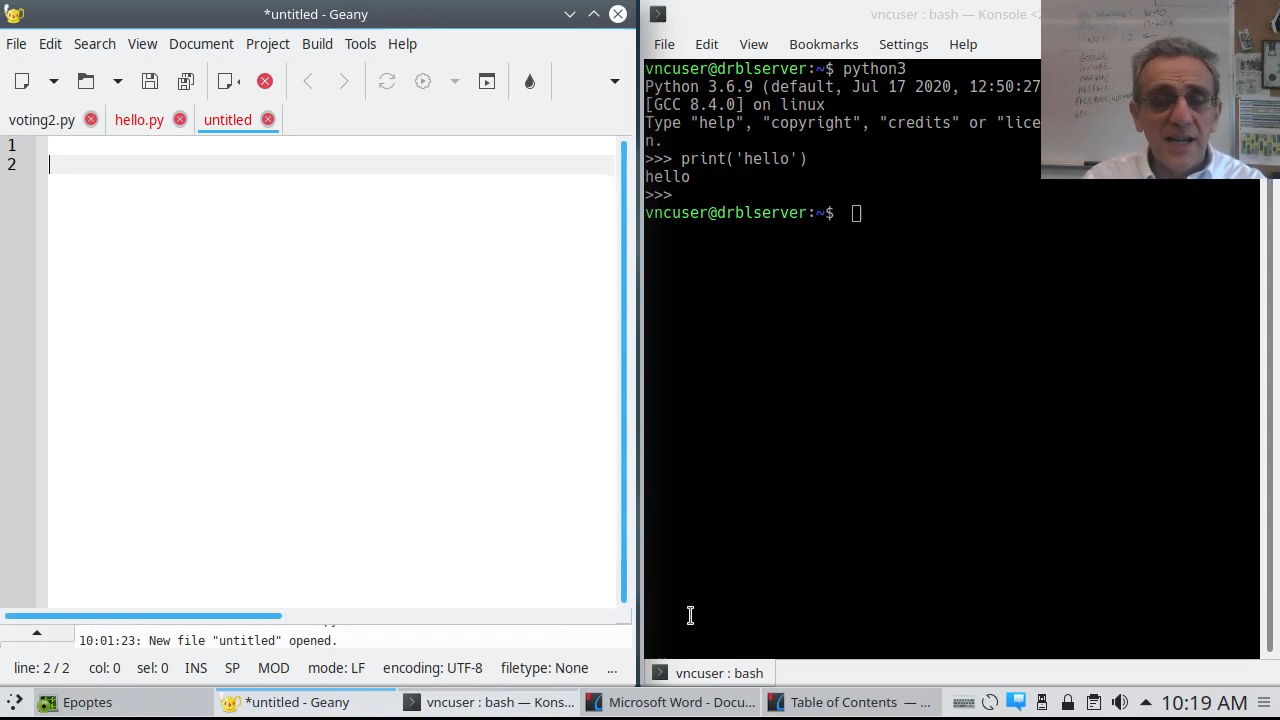 *untitled - Geany
File Edit Search View Document Project Build Tools Help
voting2.py hello.py untitled
1
2
10:01:23: New file "untitled" opened.
line: 2 / 2 col: 0 sel: 0 INS SP MOD mode: LF encoding: UTF-8 filetype: None ...
vncuser : bash — Konsole <2
File Edit View Bookmarks Settings Help
vncuser@drblserver:~$ python3
Python 3.6.9 (default, Jul 17 2020, 12:50:27
[GCC 8.4.0] on linux
Type "help", "copyright", "credits" or "lice
n.
>>> print('hello')
hello
>>>
vncuser@drblserver:~$
vncuser : bash
GOOGLE
YOUTUBE
Epoptes *untitled - Geany vncuser : bash — Kons... Microsoft Word - Docu... Table of Contents — ... 10:19 AM